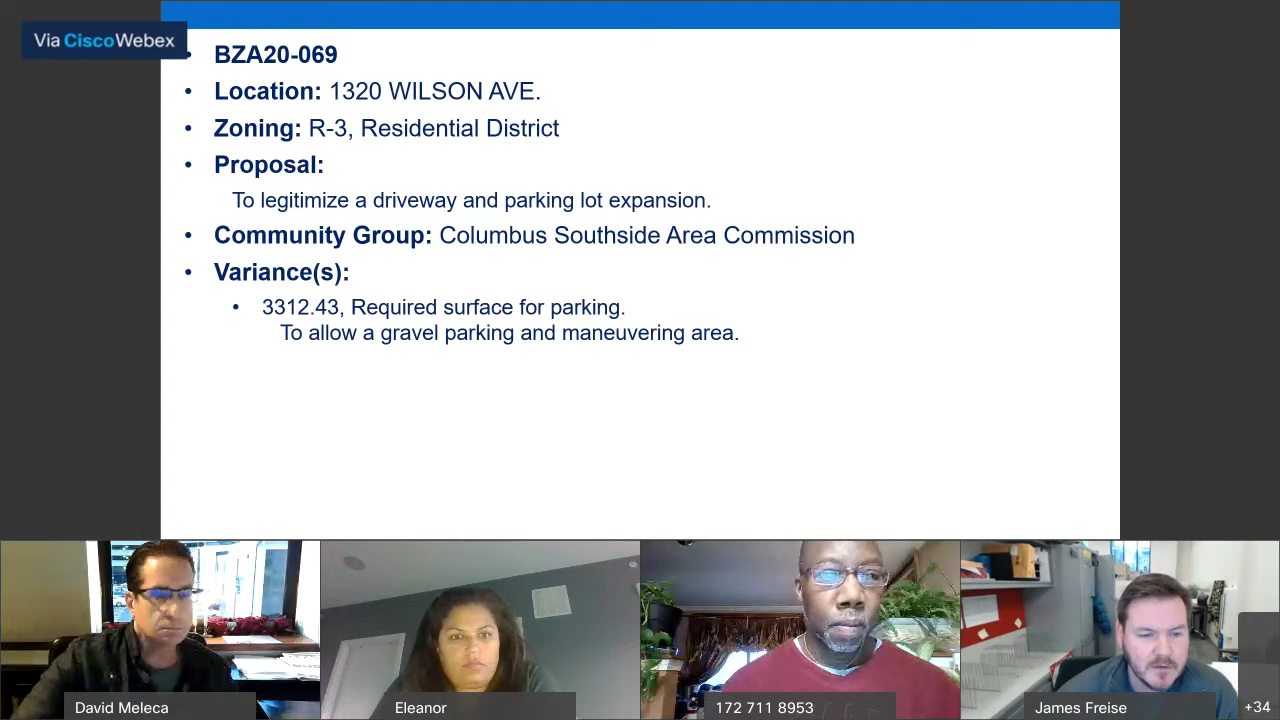 Via Cisco Webex
• BZA20-069
• Location: 1320 WILSON AVE.
• Zoning: R-3, Residential District
• Proposal:
To legitimize a driveway and parking lot expansion.
• Community Group: Columbus Southside Area Commission
• Variance(s):
• 3312.43, Required surface for parking.
To allow a gravel parking and maneuvering area.
David Meleca
Eleanor
172 711 8953
James Freise
+34